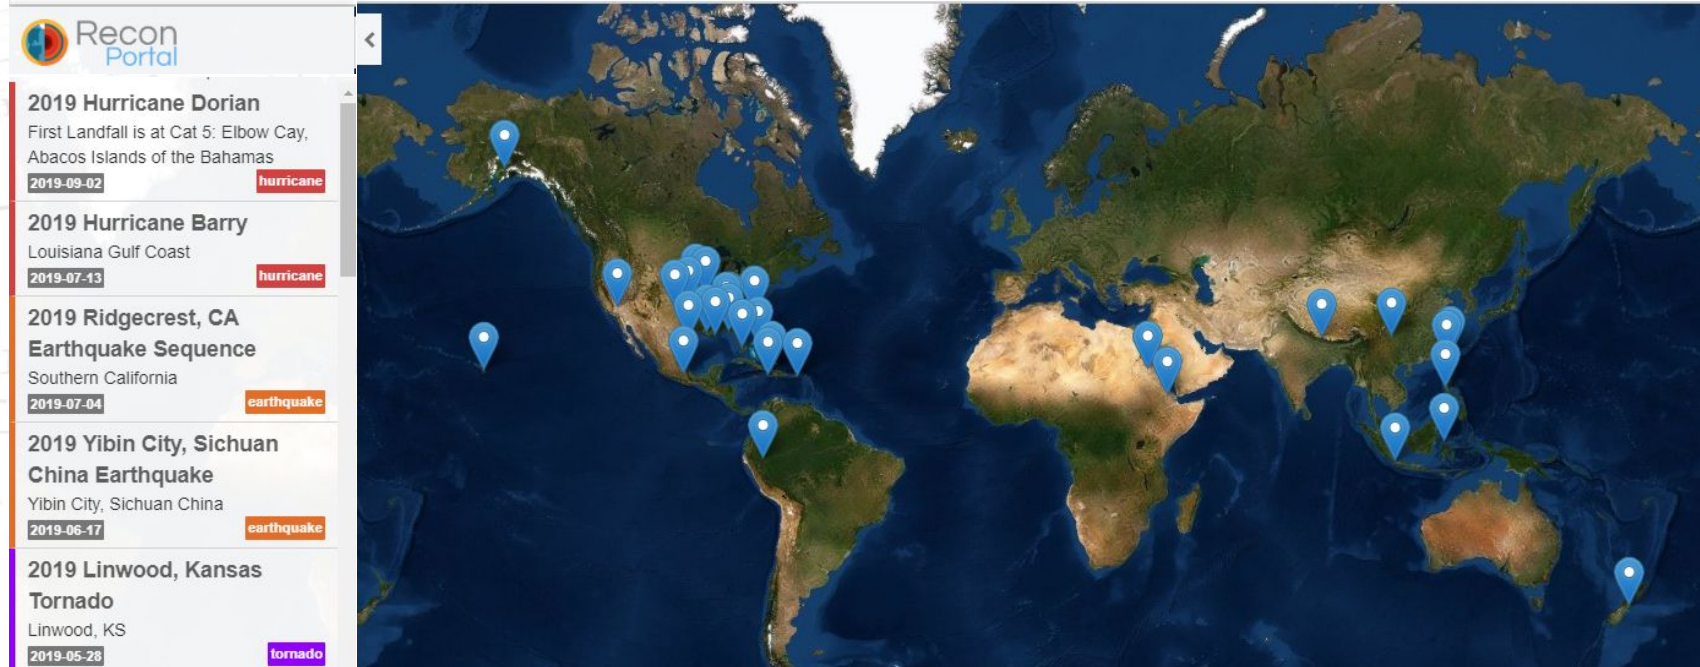 Recon
Portal
2019 Hurricane Dorian
First Landfall is at Cat 5: Elbow Cay,
Abacos Islands of the Bahamas
2019-09-02 hurricane
2019 Hurricane Barry
Louisiana Gulf Coast
2019-07-13 hurricane
2019 Ridgecrest, CA
Earthquake Sequence
Southern California
2019-07-04 earthquake
2019 Yibin City, Sichuan
China Earthquake
Yibin City, Sichuan China
2019-06-17 earthquake
2019 Linwood, Kansas
Tornado
Linwood, KS
2019-05-28 tornado